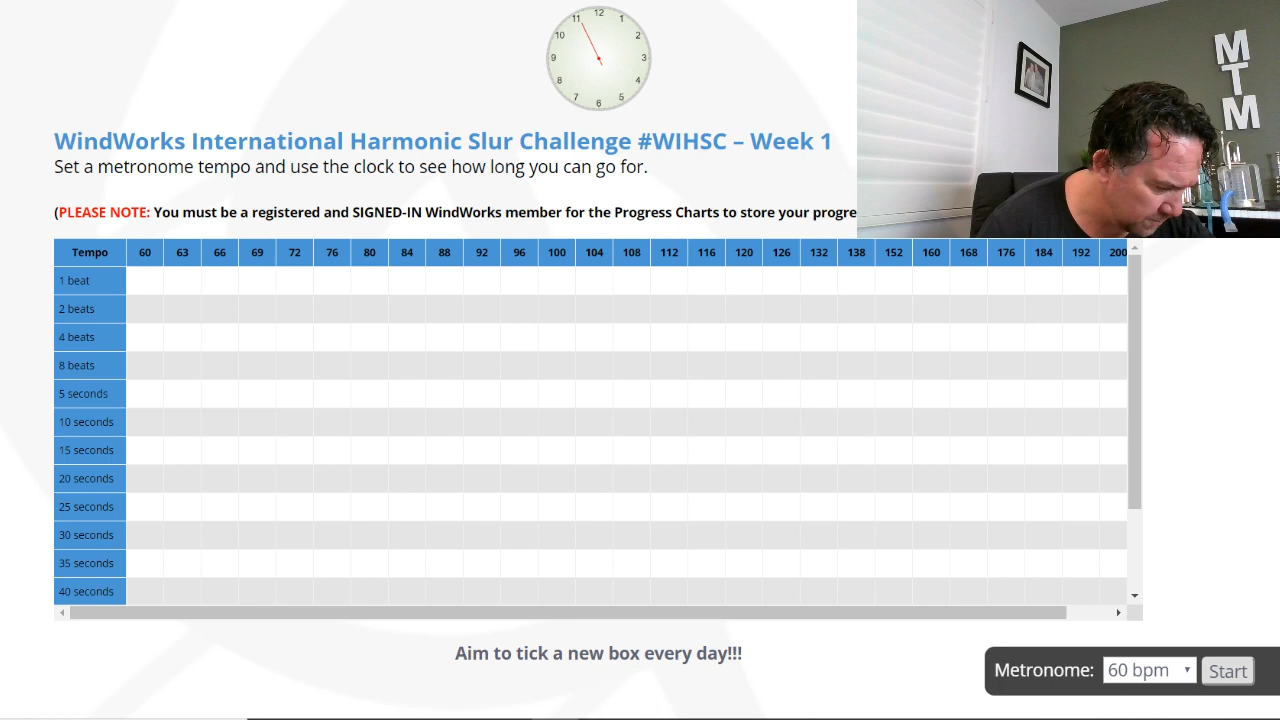 12
11 1
10 2
9 3
8 4
7 5
6
M
T
M
WindWorks International Harmonic Slur Challenge #WIHSC – Week 1
Set a metronome tempo and use the clock to see how long you can go for.
(PLEASE NOTE: You must be a registered and SIGNED-IN WindWorks member for the Progress Charts to store your progre
Tempo 60 63 66 69 72 76 80 84 88 92 96 100 104 108 112 116 120 126 132 138 152 160 168 176 184 192 200
1 beat
2 beats
4 beats
8 beats
5 seconds
10 seconds
15 seconds
20 seconds
25 seconds
30 seconds
35 seconds
40 seconds
Aim to tick a new box every day!!!
Metronome: 60 bpm Start